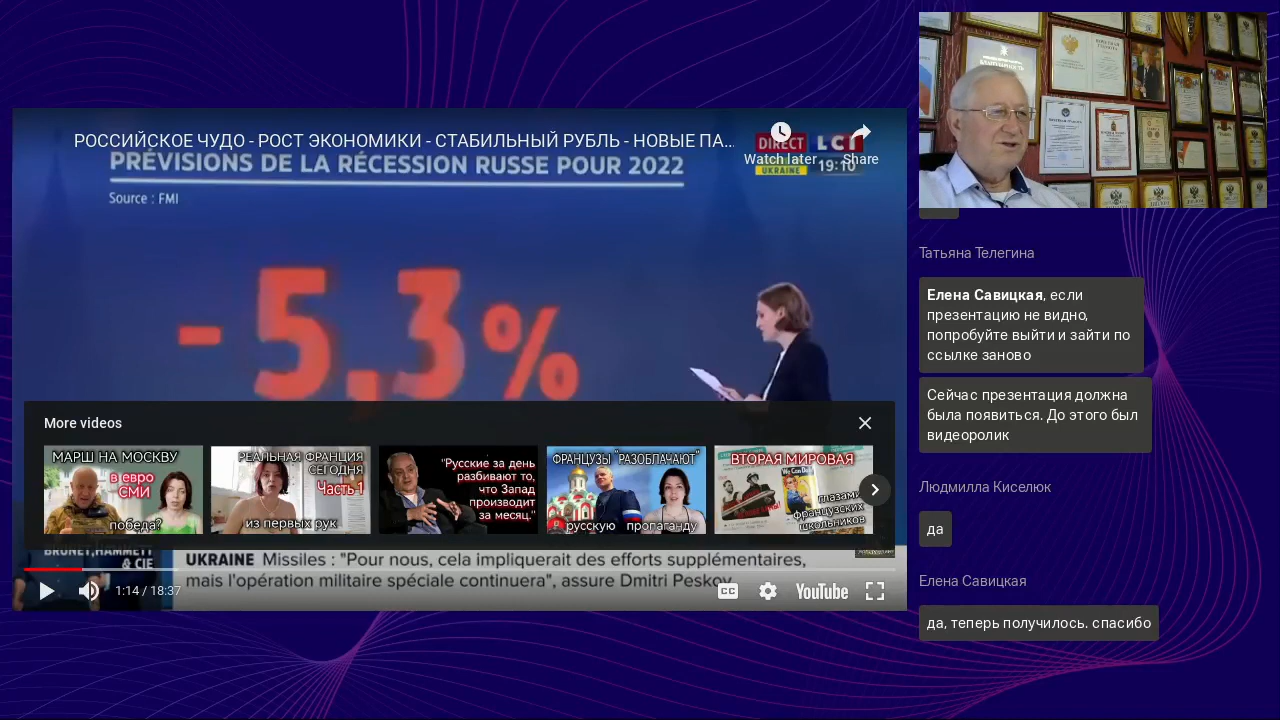 РОССИЙСКОЕ ЧУДО - РОСТ ЭКОНОМИКИ - СТАБИЛЬНЫЙ РУБЛЬ - НОВЫЕ ПА...
Watch later
Share
PRÉVISIONS DE LA RÉCESSION RUSSE POUR 2022
Source : FMI
DIRECT LCI
UKRAINE 19:10
-5,3%
More videos
МАРШ НА МОСКВУ
в евро
СМИ
победа?
РЕАЛЬНАЯ ФРАНЦИЯ
СЕГОДНЯ
Часть 1
из первых рук
"Русские за день
разбивают то,
что Запад
производит
за месяц."
ФРАНЦУЗЫ "РАЗОБЛАЧАЮТ"
русскую пропаганду
ВТОРАЯ МИРОВАЯ
We Can Do It!
глазами
французских
школьников
BRUNET, HAMMETT
& CIE
UKRAINE Missiles : "Pour nous, cela impliquerait des efforts supplémentaires,
mais l'opération militaire spéciale continuera", assure Dmitri Peskov
1:14 / 18:37
CC
YouTube
Татьяна Телегина
Елена Савицкая, если
презентацию не видно,
попробуйте выйти и зайти по
ссылке заново
Сейчас презентация должна
была появиться. До этого был
видеоролик
Людмилла Киселюк
да
Елена Савицкая
да, теперь получилось. спасибо